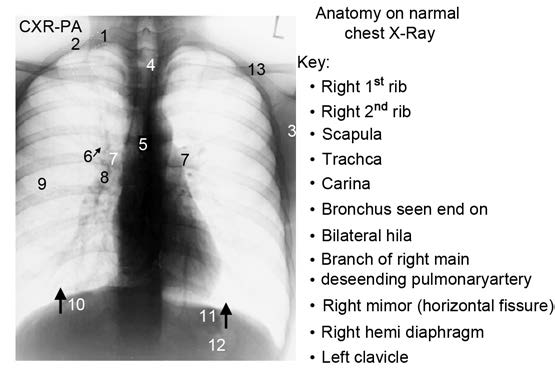 CXR-PA
L
1
2
4
13
3
5
6
7
7
8
9
10
11
12
Anatomy on narmal
chest X-Ray
Key:
• Right 1st rib
• Right 2nd rib
• Scapula
• Trachca
• Carina
• Bronchus seen end on
• Bilateral hila
• Branch of right main
• deseending pulmonaryartery
• Right mimor (horizontal fissure)
• Right hemi diaphragm
• Left clavicle